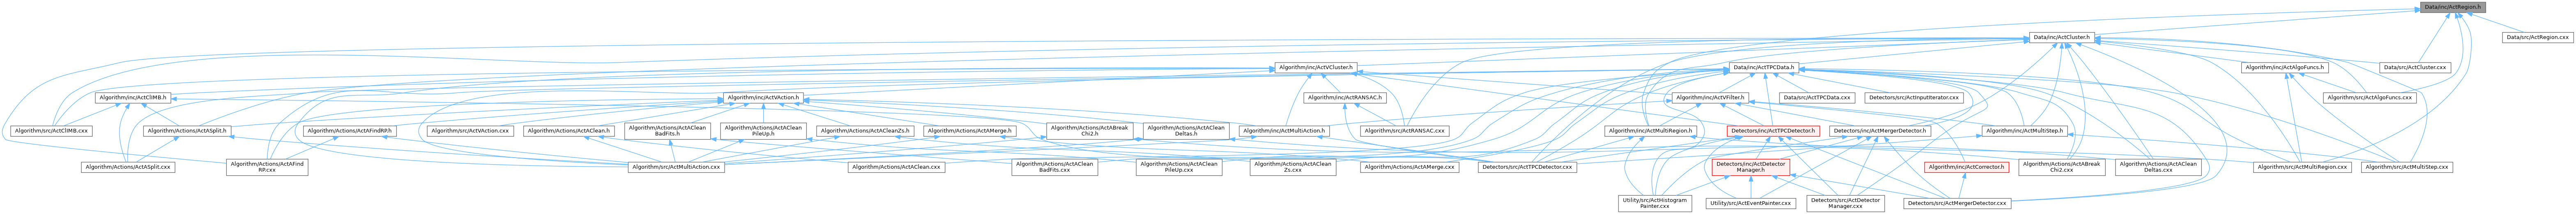 Data/inc/ActRegion.h
Data/inc/ActCluster.h
Data/src/ActRegion.cxx
Algorithm/inc/ActVCluster.h
Data/inc/ActTPCData.h
Algorithm/inc/ActAlgoFuncs.h
Data/src/ActCluster.cxx
Algorithm/inc/ActClIMB.h
Algorithm/inc/ActVAction.h
Algorithm/inc/ActRANSAC.h
Algorithm/inc/ActVFilter.h
Data/src/ActTPCData.cxx
Detectors/src/ActInputIterator.cxx
Algorithm/src/ActAlgoFuncs.cxx
Algorithm/src/ActClIMB.cxx
Algorithm/Actions/ActASplit.h
Algorithm/Actions/ActAFindRP.h
Algorithm/src/ActVAction.cxx
Algorithm/Actions/ActAClean.h
Algorithm/Actions/ActAClean
BadFits.h
Algorithm/Actions/ActAClean
PileUp.h
Algorithm/Actions/ActACleanZs.h
Algorithm/Actions/ActAMerge.h
Algorithm/Actions/ActABreak
Chi2.h
Algorithm/Actions/ActAClean
Deltas.h
Algorithm/inc/ActMultiAction.h
Algorithm/src/ActRANSAC.cxx
Algorithm/inc/ActMultiRegion.h
Detectors/inc/ActTPCDetector.h
Detectors/inc/ActMergerDetector.h
Algorithm/inc/ActMultiStep.h
Algorithm/Actions/ActASplit.cxx
Algorithm/Actions/ActAFind
RP.cxx
Algorithm/src/ActMultiAction.cxx
Algorithm/Actions/ActAClean.cxx
Algorithm/Actions/ActAClean
BadFits.cxx
Algorithm/Actions/ActAClean
PileUp.cxx
Algorithm/Actions/ActAClean
Zs.cxx
Algorithm/Actions/ActAMerge.cxx
Detectors/src/ActTPCDetector.cxx
Detectors/inc/ActDetector
Manager.h
Algorithm/inc/ActCorrector.h
Algorithm/Actions/ActABreak
Chi2.cxx
Algorithm/Actions/ActAClean
Deltas.cxx
Algorithm/src/ActMultiRegion.cxx
Algorithm/src/ActMultiStep.cxx
Utility/src/ActHistogram
Painter.cxx
Utility/src/ActEventPainter.cxx
Detectors/src/ActDetector
Manager.cxx
Detectors/src/ActMergerDetector.cxx